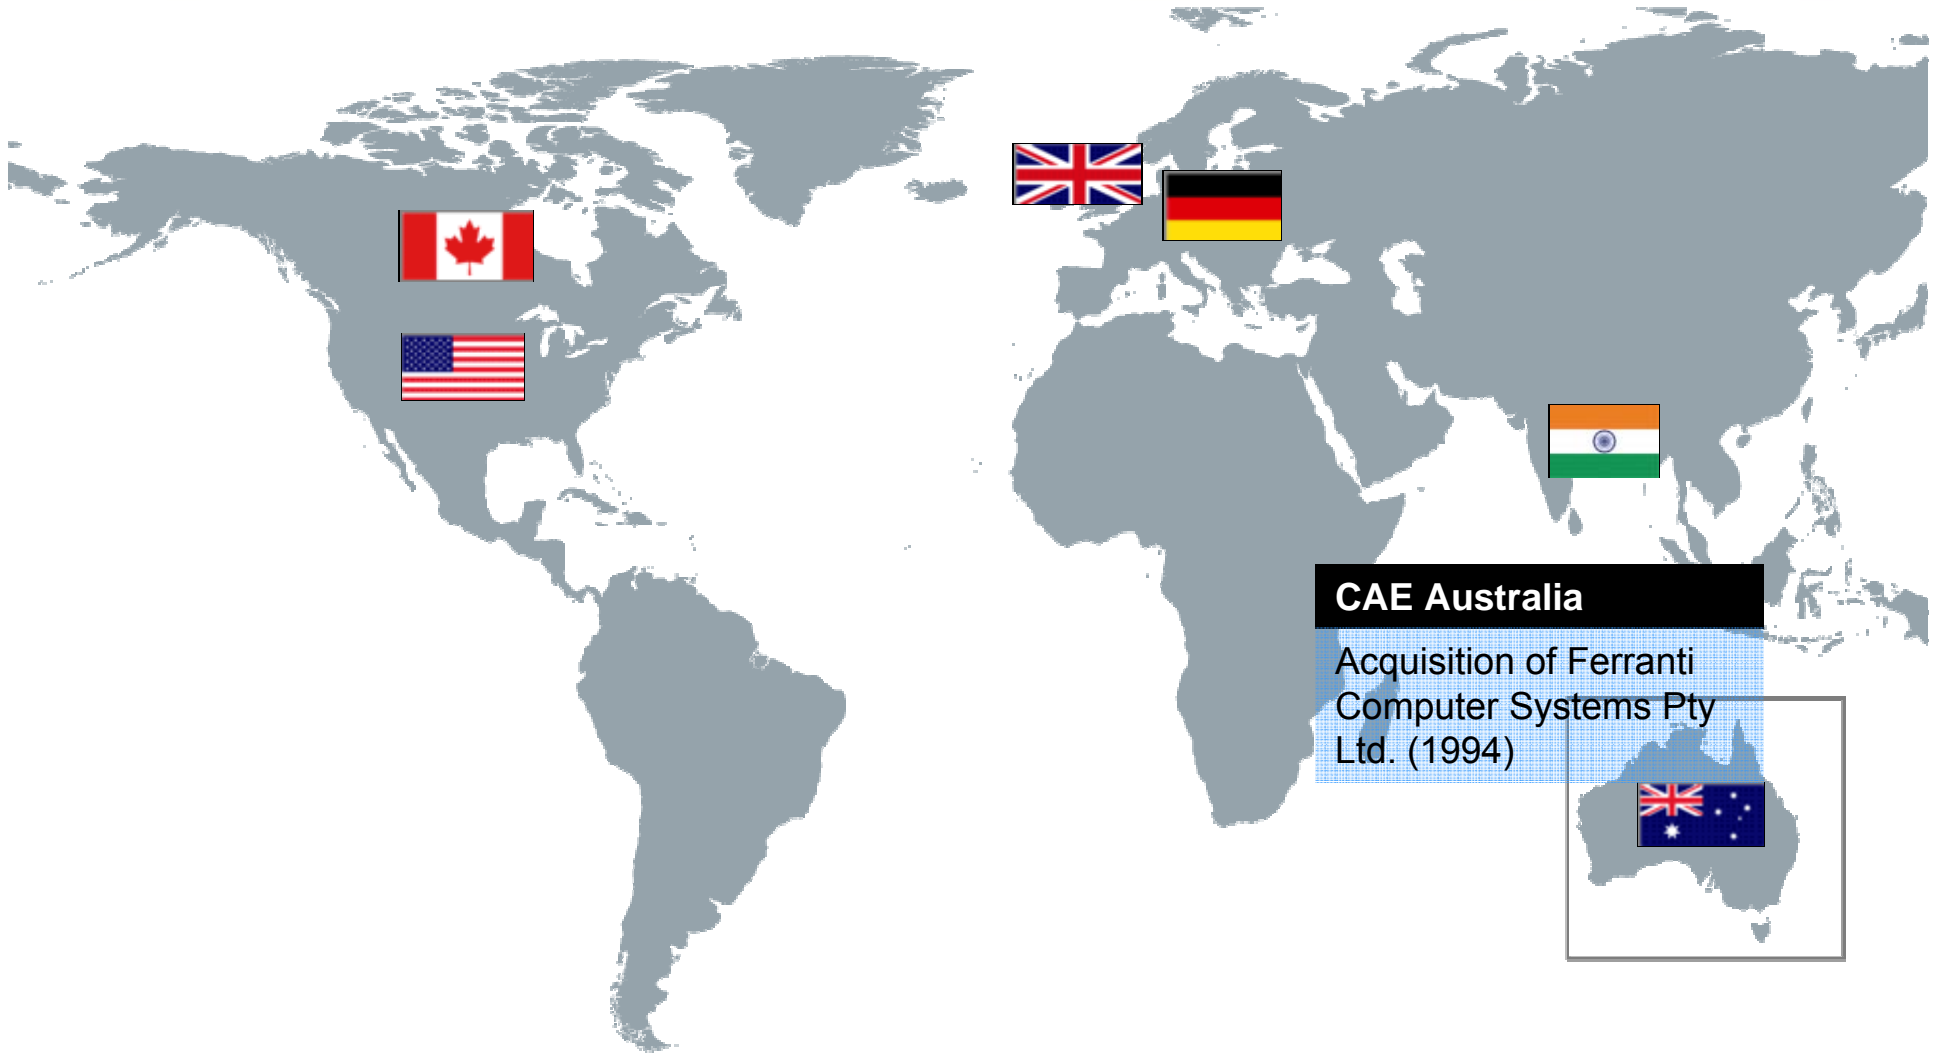 CAE Australia
Acquisition of Ferranti
Computer Systems Pty
Ltd. (1994)